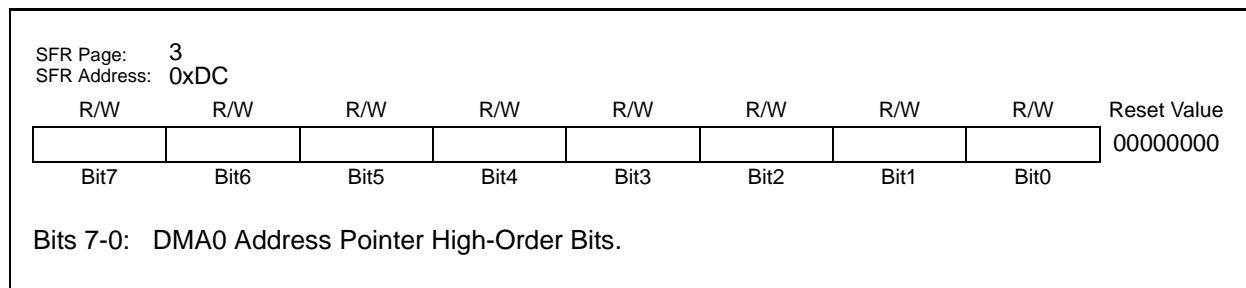 SFR Page: 3
SFR Address: 0xDC
R/W R/W R/W R/W R/W R/W R/W R/W Reset Value
00000000
Bit7 Bit6 Bit5 Bit4 Bit3 Bit2 Bit1 Bit0
Bits 7-0: DMA0 Address Pointer High-Order Bits.